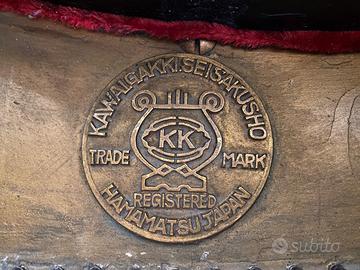 KAWAI.GAKKI.SEISAKUSHO
KK
TRADE MARK
REGISTERED
HAMAMATSU.JAPAN
subito